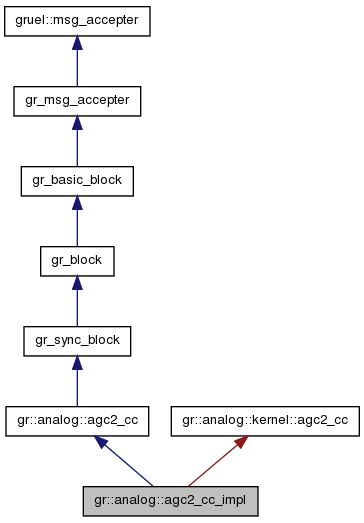 gruel::msg_accepter
gr_msg_accepter
gr_basic_block
gr_block
gr_sync_block
gr::analog::agc2_cc
gr::analog::kernel::agc2_cc
gr::analog::agc2_cc_impl